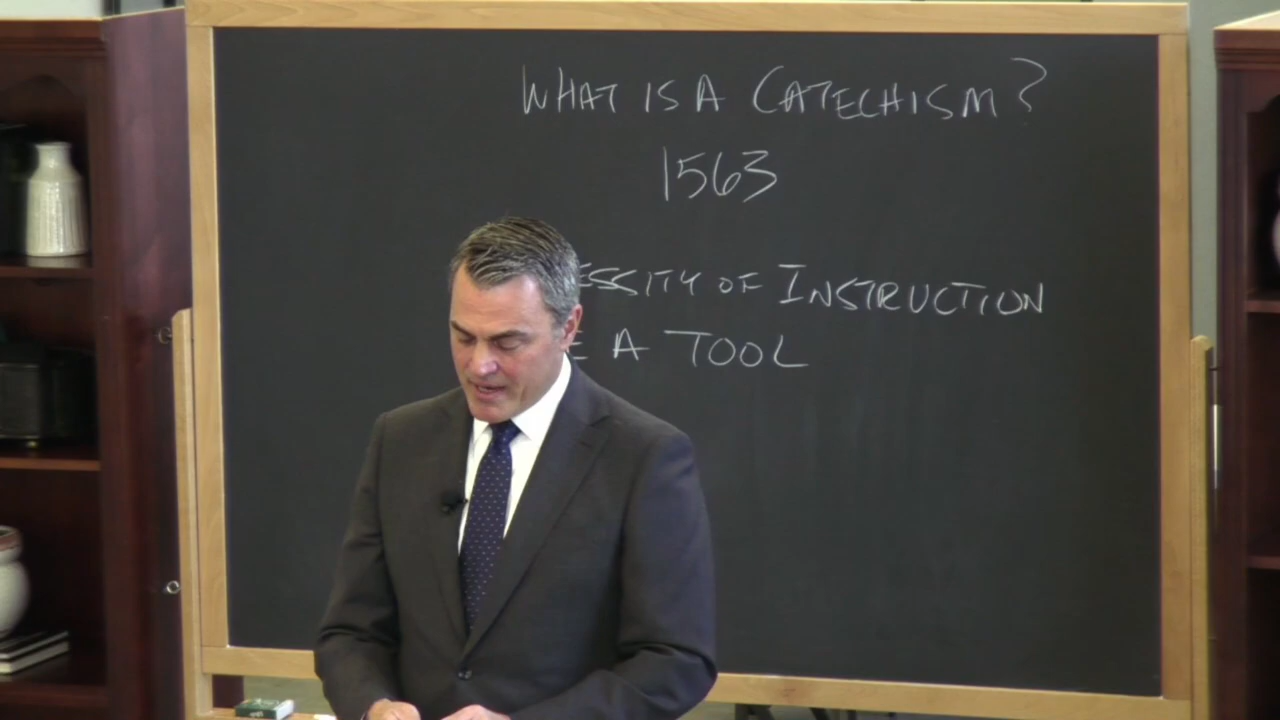 WHAT IS A CATECHISM?
1563
ESSITY OF INSTRUCTION
E A TOOL